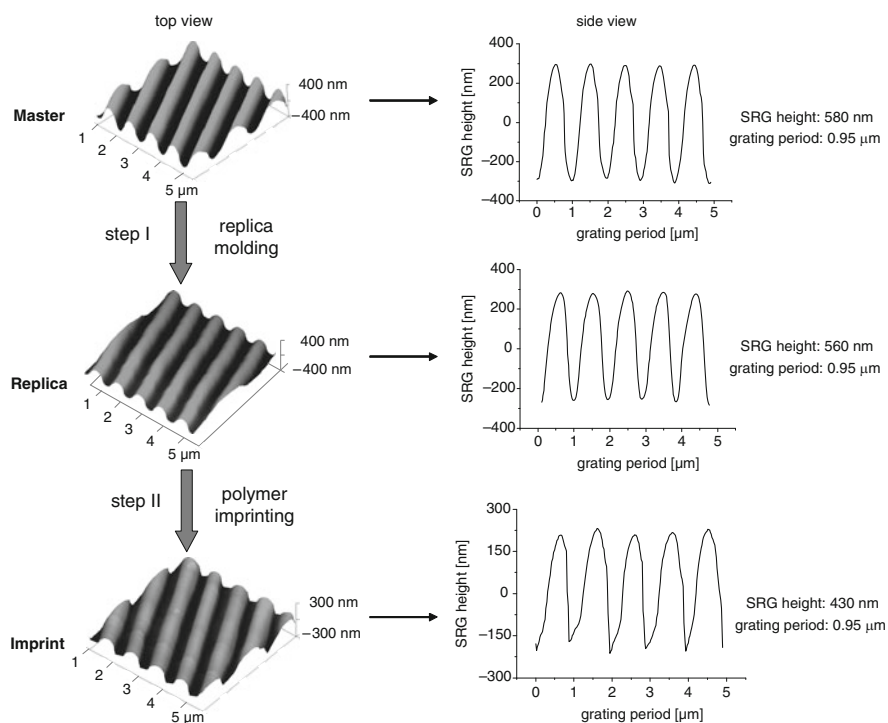 top view
side view
Master
400 nm
−400 nm
1
2
3
4
5 µm
SRG height [nm]
400
200
0
−200
−400
0 1 2 3 4 5
grating period [µm]
SRG height: 580 nm
grating period: 0.95 µm
step I
replica
molding
Replica
400 nm
−400 nm
1
2
3
4
5 µm
SRG height [nm]
400
200
0
−200
−400
0 1 2 3 4 5
grating period [µm]
SRG height: 560 nm
grating period: 0.95 µm
step II
polymer
imprinting
Imprint
300 nm
−300 nm
1
2
3
4
5 µm
SRG height [nm]
300
150
0
−150
−300
0 1 2 3 4 5
grating period [µm]
SRG height: 430 nm
grating period: 0.95 µm